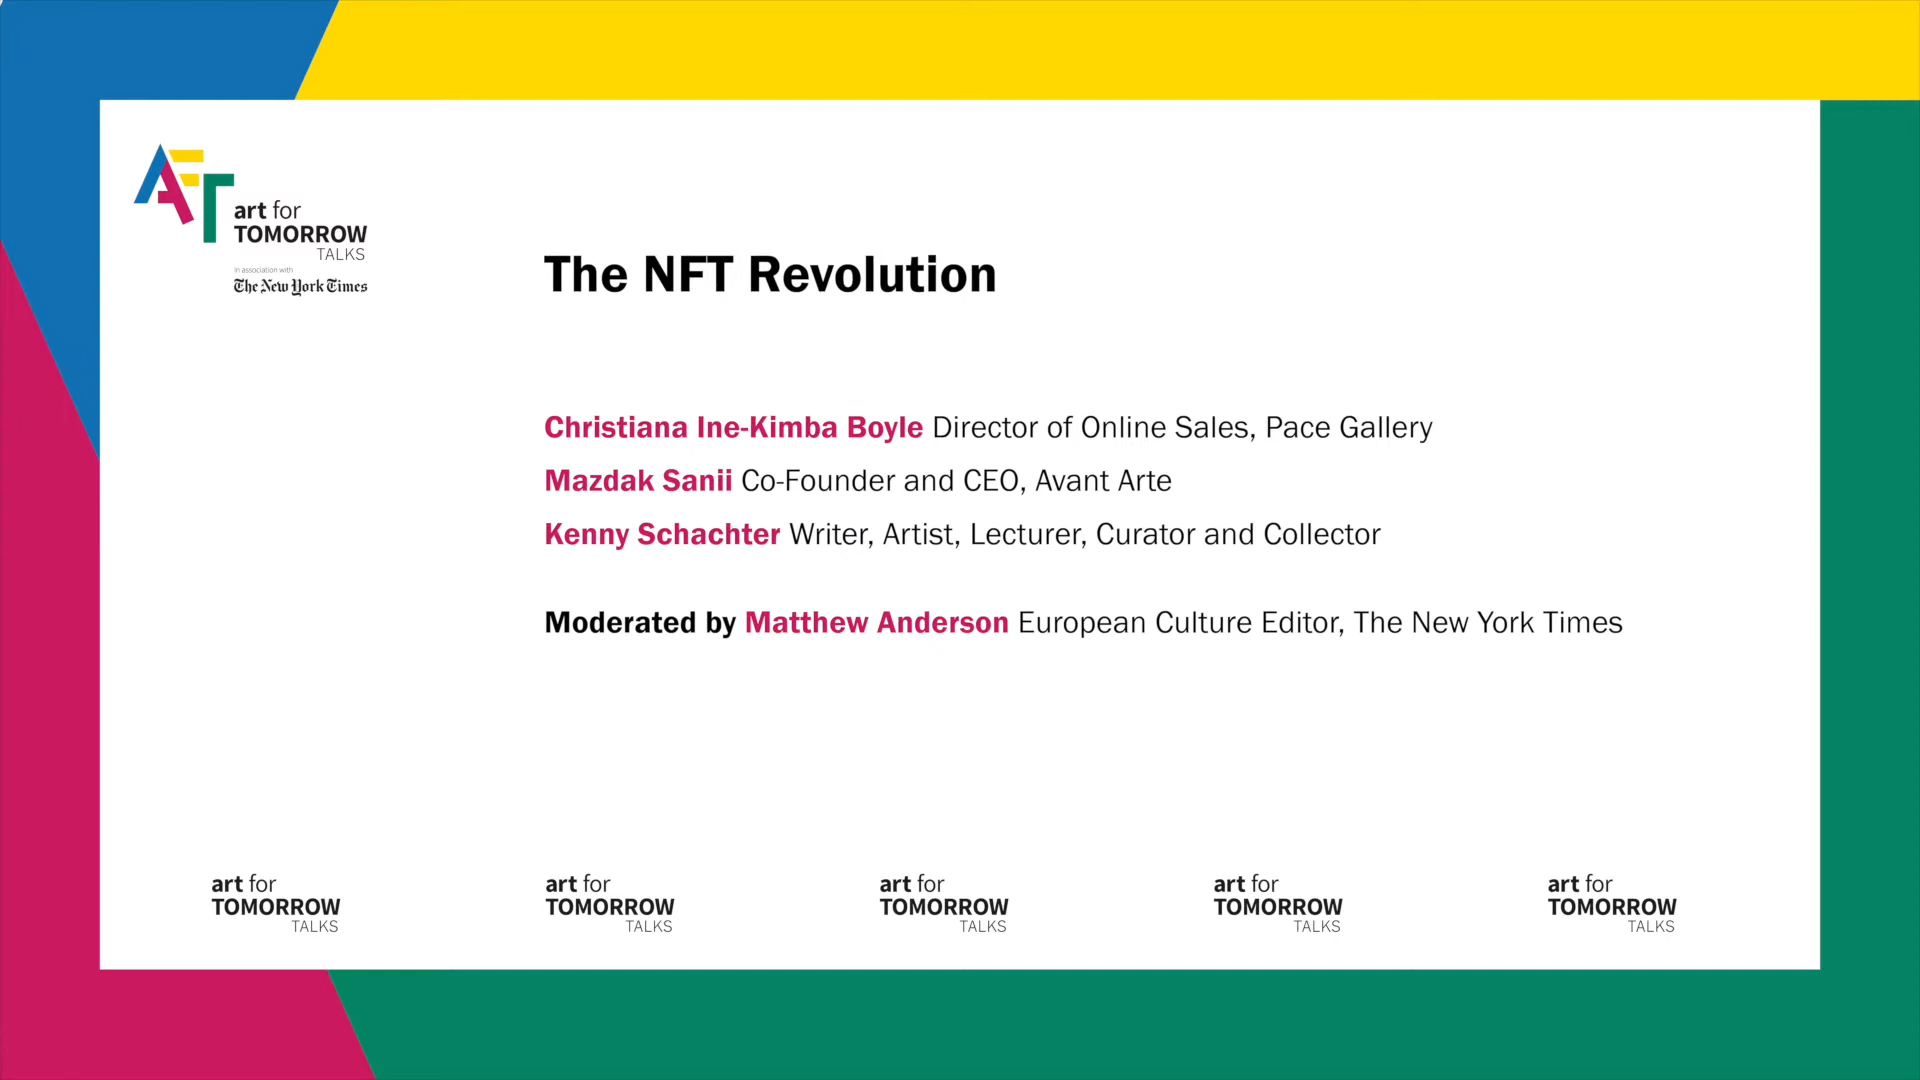 AFT
art for
TOMORROW
TALKS
in association with
The New York Times
The NFT Revolution
Christiana Ine-Kimba Boyle Director of Online Sales, Pace Gallery
Mazdak Sanii Co-Founder and CEO, Avant Arte
Kenny Schachter Writer, Artist, Lecturer, Curator and Collector
Moderated by Matthew Anderson European Culture Editor, The New York Times
art for
TOMORROW
TALKS
art for
TOMORROW
TALKS
art for
TOMORROW
TALKS
art for
TOMORROW
TALKS
art for
TOMORROW
TALKS